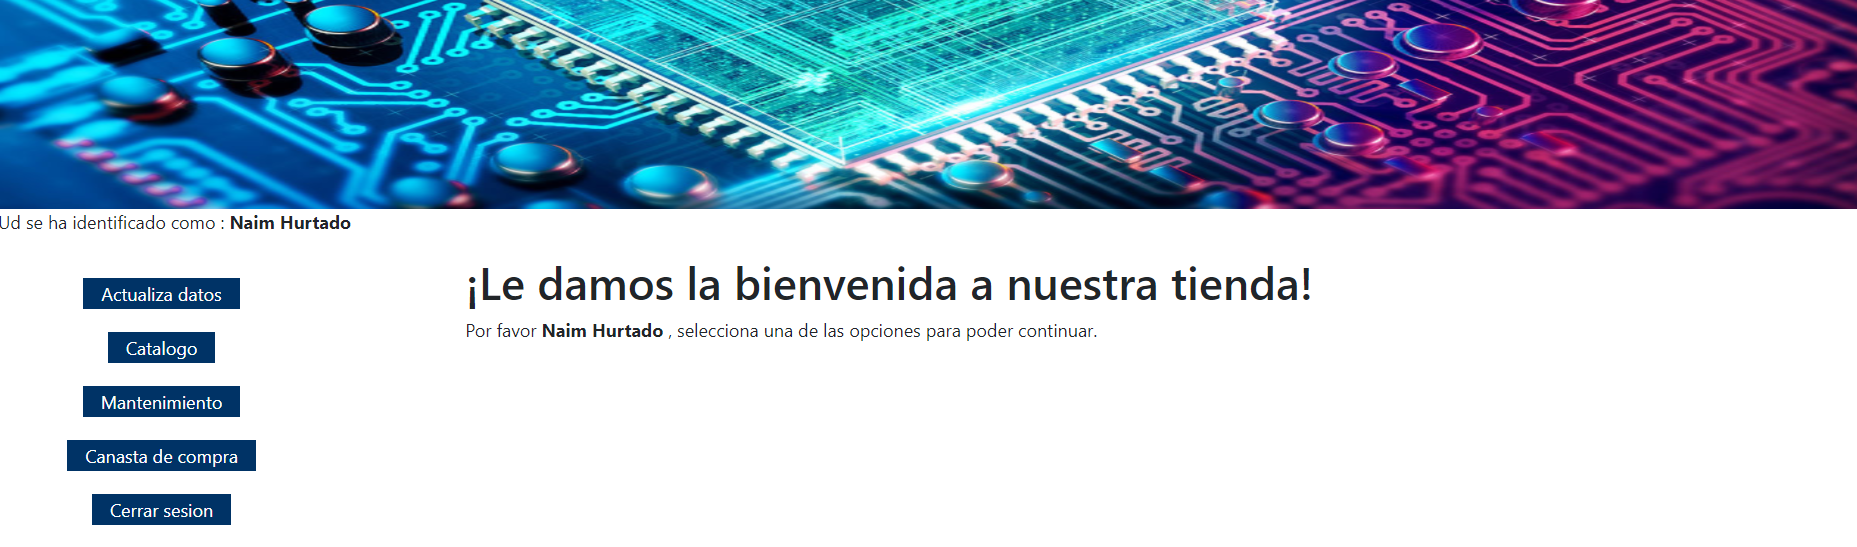 Ud se ha identificado como : Naim Hurtado
¡Le damos la bienvenida a nuestra tienda!
Por favor Naim Hurtado , selecciona una de las opciones para poder continuar.
Actualiza datos
Catalogo
Mantenimiento
Canasta de compra
Cerrar sesion